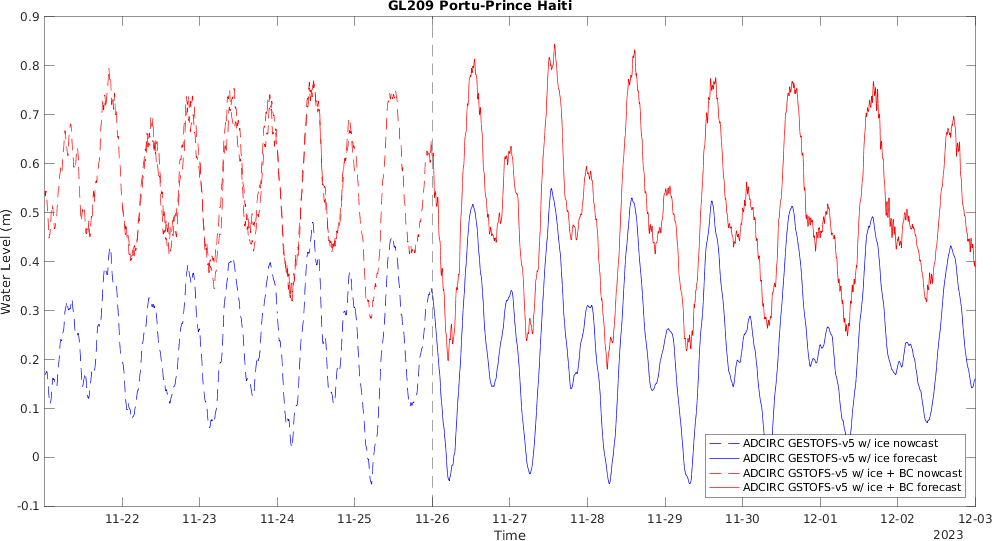 GL209 Portu-Prince Haiti
0.9
0.8
0.7
0.6
0.5
0.4
0.3
0.2
0.1
0
-0.1
Water Level (m)
ADCIRC GESTOFS-v5 w/ ice nowcast
ADCIRC GESTOFS-v5 w/ ice forecast
ADCIRC GSTOFS-v5 w/ ice + BC nowcast
ADCIRC GSTOFS-v5 w/ ice + BC forecast
11-22 11-23 11-24 11-25 11-26 11-27 11-28 11-29 11-30 12-01 12-02 12-03
Time
2023